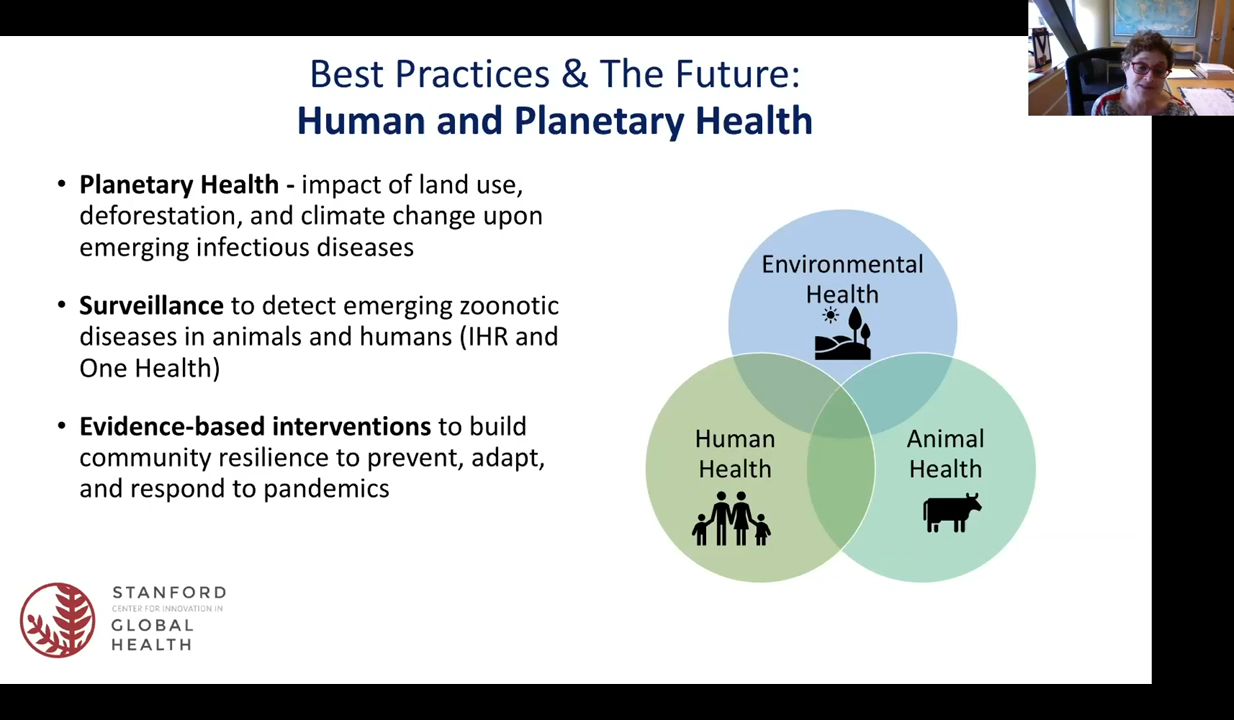 Best Practices & The Future:
Human and Planetary Health
• Planetary Health - impact of land use,
deforestation, and climate change upon
emerging infectious diseases
• Surveillance to detect emerging zoonotic
diseases in animals and humans (IHR and
One Health)
• Evidence-based interventions to build
community resilience to prevent, adapt,
and respond to pandemics
Environmental
Health
Human
Health
Animal
Health
STANFORD
CENTER FOR INNOVATION IN
GLOBAL
HEALTH